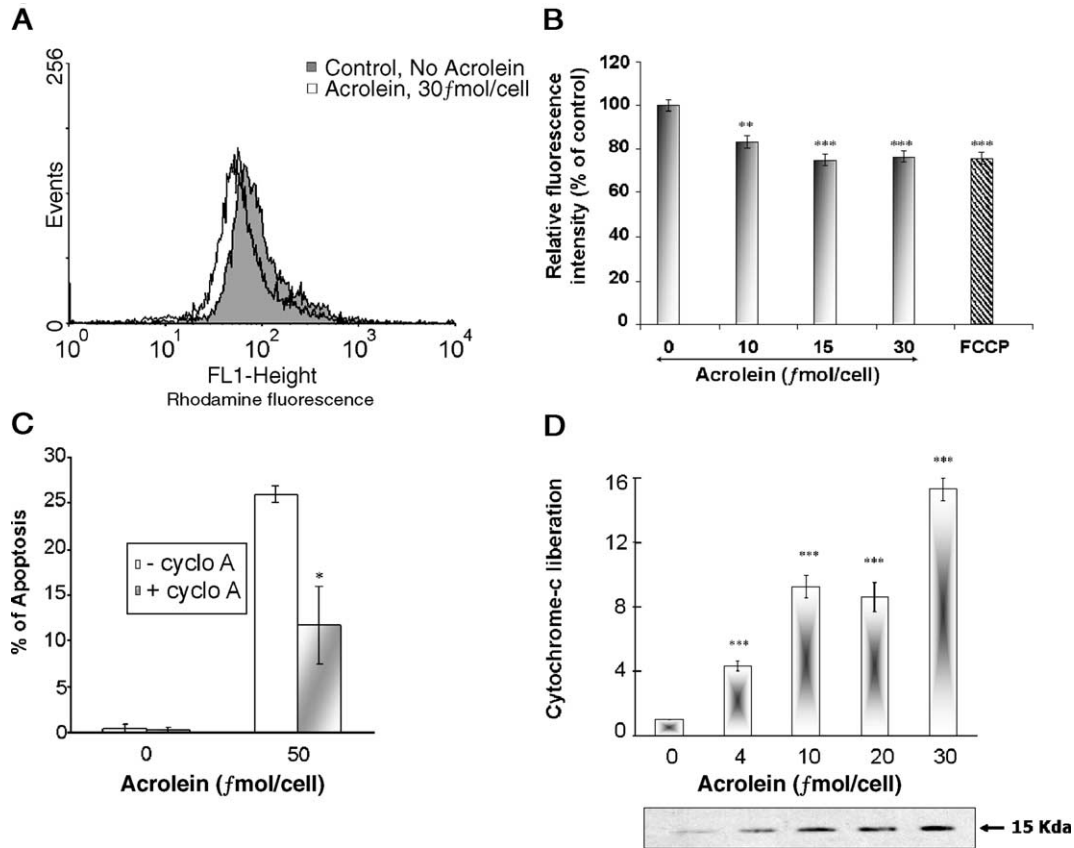 A
256
Events
0
Control, No Acrolein
Acrolein, 30ƒmol/cell
10^0 10^1 10^2 10^3 10^4
FL1-Height
Rhodamine fluorescence
B
Relative fluorescence
intensity (% of control)
120
100
80
60
40
20
0
** *** *** ***
0 10 15 30 FCCP
Acrolein (ƒmol/cell)
C
% of Apoptosis
30
25
20
15
10
5
0
- cyclo A
+ cyclo A
*
0 50
Acrolein (ƒmol/cell)
D
Cytochrome-c liberation
16
12
8
4
0
*** *** *** ***
0 4 10 20 30
Acrolein (ƒmol/cell)
15 Kda